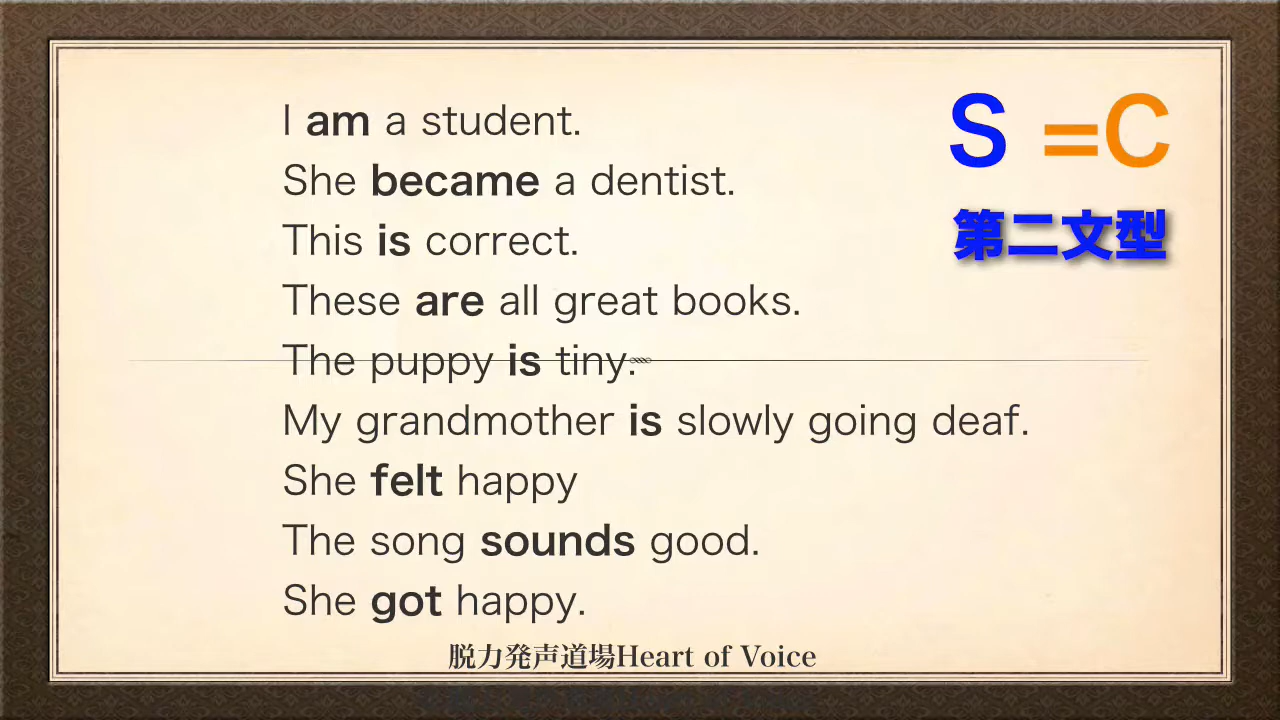 I am a student.
She became a dentist.
This is correct.
These are all great books.
The puppy is tiny.
My grandmother is slowly going deaf.
She felt happy
The song sounds good.
She got happy.
S =C
第二文型
脱力発声道場Heart of Voice